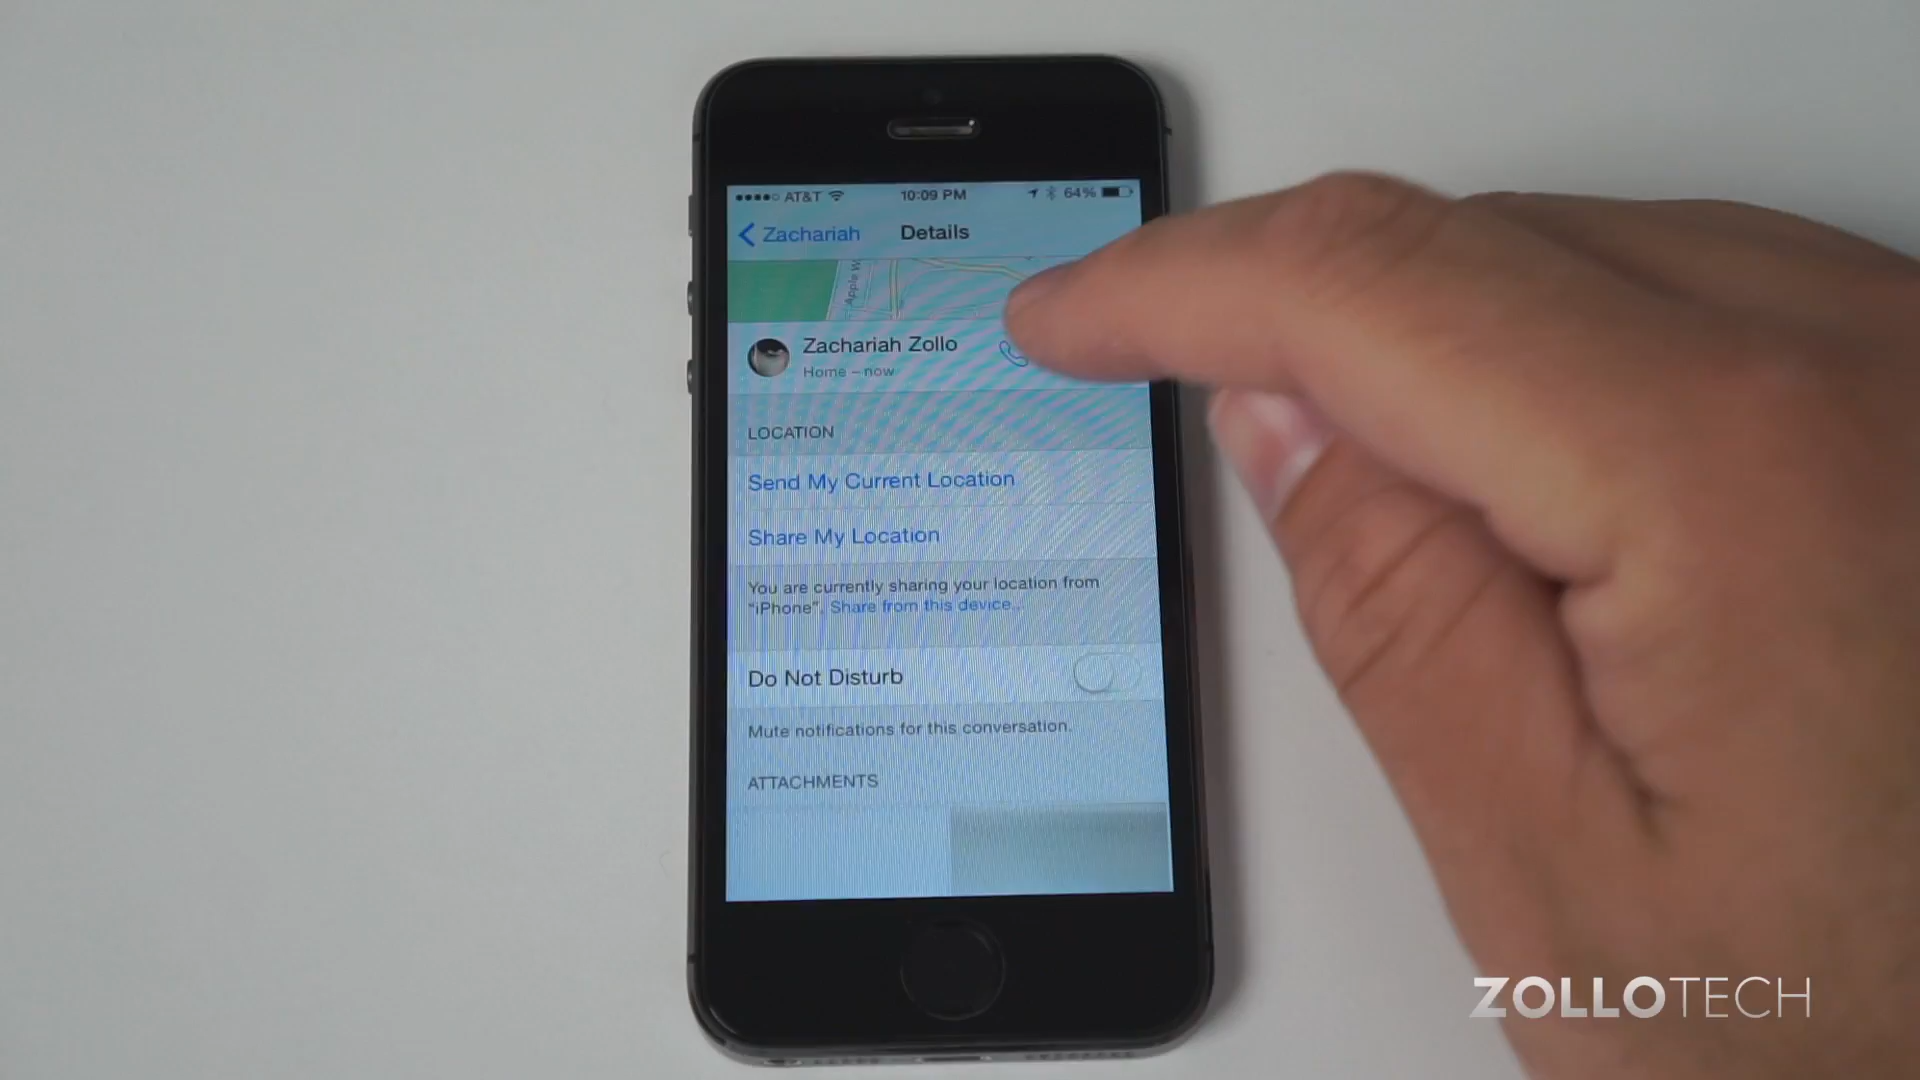 AT&T 10:09 PM 64%
Zachariah Details
Apple W
Zachariah Zollo
Home – now
LOCATION
Send My Current Location
Share My Location
You are currently sharing your location from
“iPhone”. Share from this device...
Do Not Disturb
Mute notifications for this conversation.
ATTACHMENTS
ZOLLOTECH